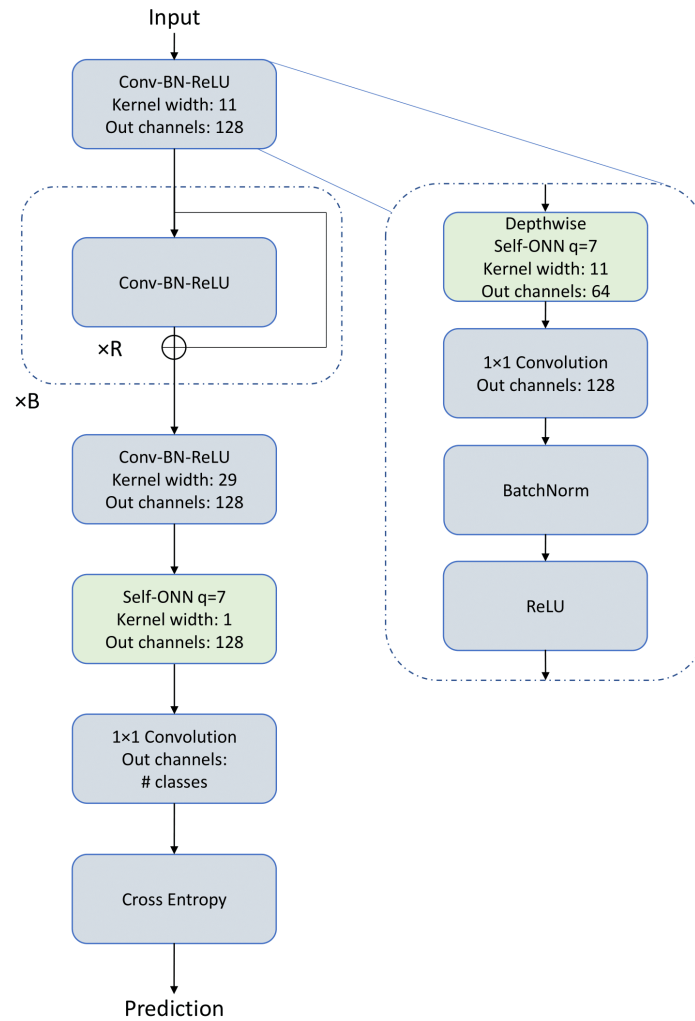 Input
Conv-BN-ReLU
Kernel width: 11
Out channels: 128
Conv-BN-ReLU
×R
×B
Conv-BN-ReLU
Kernel width: 29
Out channels: 128
Self-ONN q=7
Kernel width: 1
Out channels: 128
1×1 Convolution
Out channels:
# classes
Cross Entropy
Prediction
Depthwise
Self-ONN q=7
Kernel width: 11
Out channels: 64
1×1 Convolution
Out channels: 128
BatchNorm
ReLU